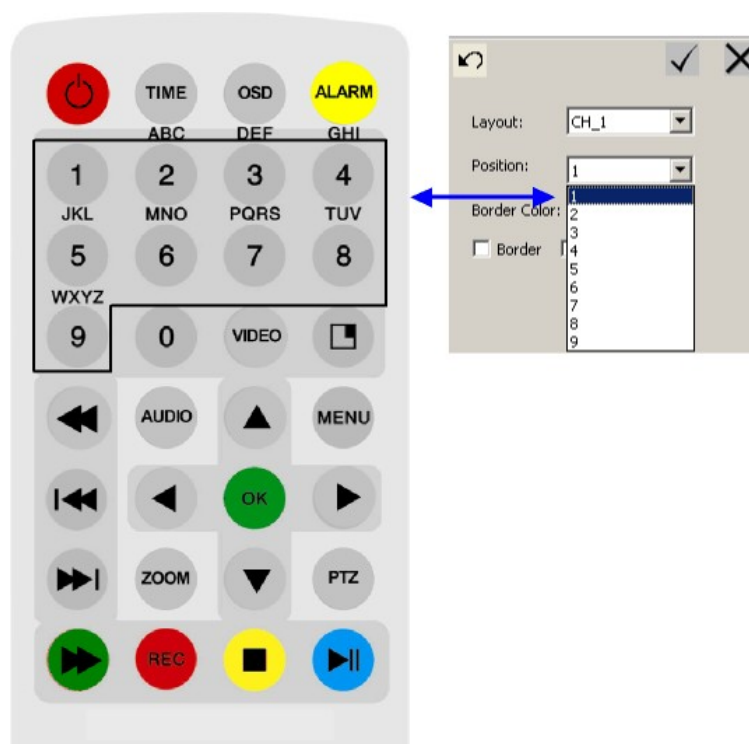 TIME OSD ALARM
ABC DEF GHI
1 2 3 4
JKL MNO PQRS TUV
5 6 7 8
WXYZ
9 0 VIDEO
AUDIO MENU
OK
ZOOM PTZ
REC
Layout: CH_1
Position: 1
Border Color:
Border
1
2
3
4
5
6
7
8
9